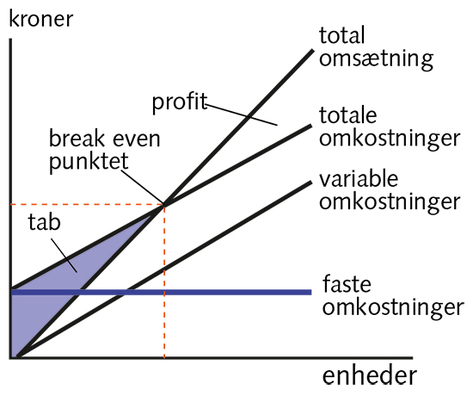 kroner
total
omsætning
profit
totale
omkostninger
break even
punktet
variable
omkostninger
tab
faste
omkostninger
enheder